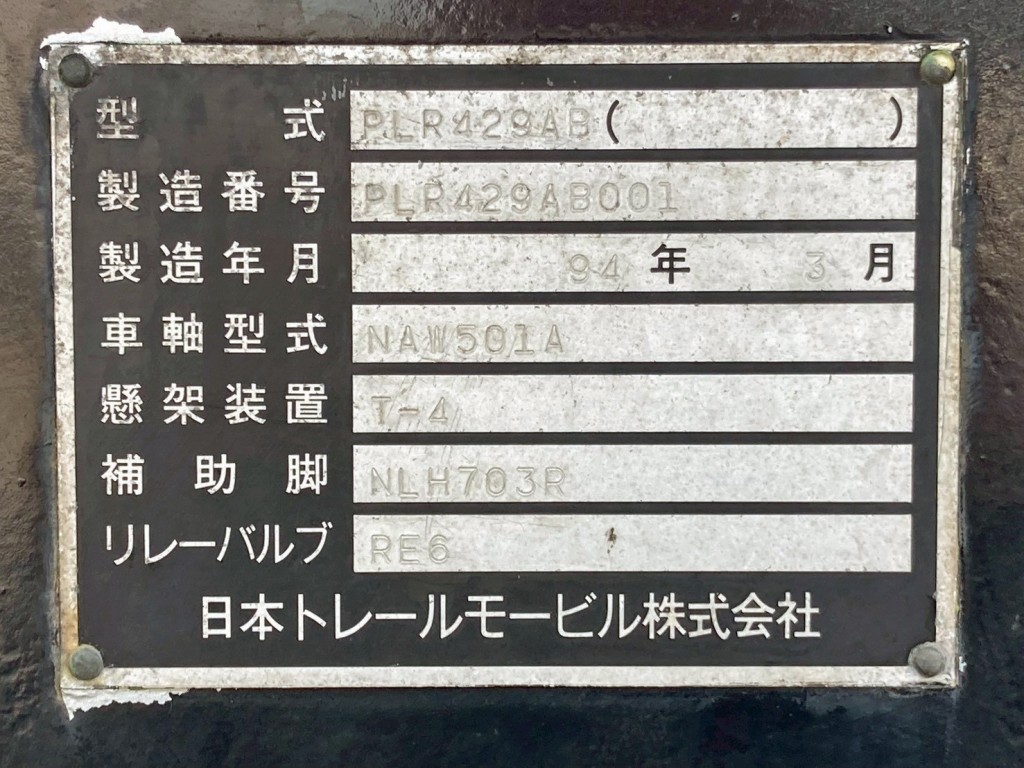 型式 PLR429AB( )
製造番号 PLR429AB001
製造年月 94年 3月
車軸型式 NAW501A
懸架装置 T-4
補助脚 NLH703R
リレーバルブ RE6
日本トレールモービル株式会社